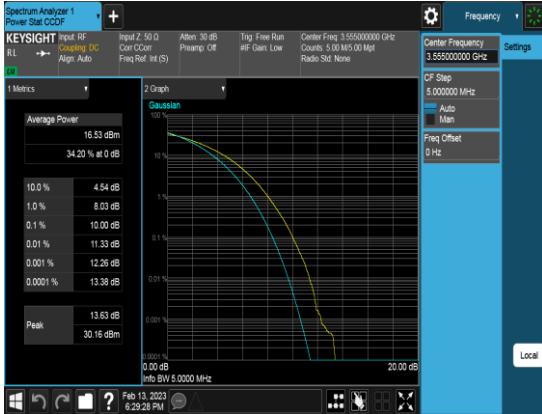 Spectrum Analyzer 1
Power Stat CCDF
+
Frequency
KEYSIGHT
RL
Input: RF
Coupling: DC
Align: Auto
Input Z: 50 Ω
Corr CCorr
Freq Ref: Int (S)
Atten: 30 dB
Preamp: Off
Trig: Free Run
#IF Gain: Low
Center Freq: 3.555000000 GHz
Counts: 5.00 M/5.00 Mpt
Radio Std: None
Center Frequency
3.555000000 GHz
Settings
CF Step
5.000000 MHz
Auto
Man
Freq Offset
0 Hz
Local
1 Metrics
Average Power
16.53 dBm
34.20 % at 0 dB
10.0 % 4.54 dB
1.0 % 8.03 dB
0.1 % 10.00 dB
0.01 % 11.33 dB
0.001 % 12.26 dB
0.0001 % 13.38 dB
Peak
13.63 dB
30.16 dBm
2 Graph
Gaussian
100 %
10 %
1 %
0.1 %
0.01 %
0.001 %
0.0001 %
0.00 dB
20.00 dB
Info BW 5.0000 MHz
?
Feb 13, 2023
6:29:28 PM